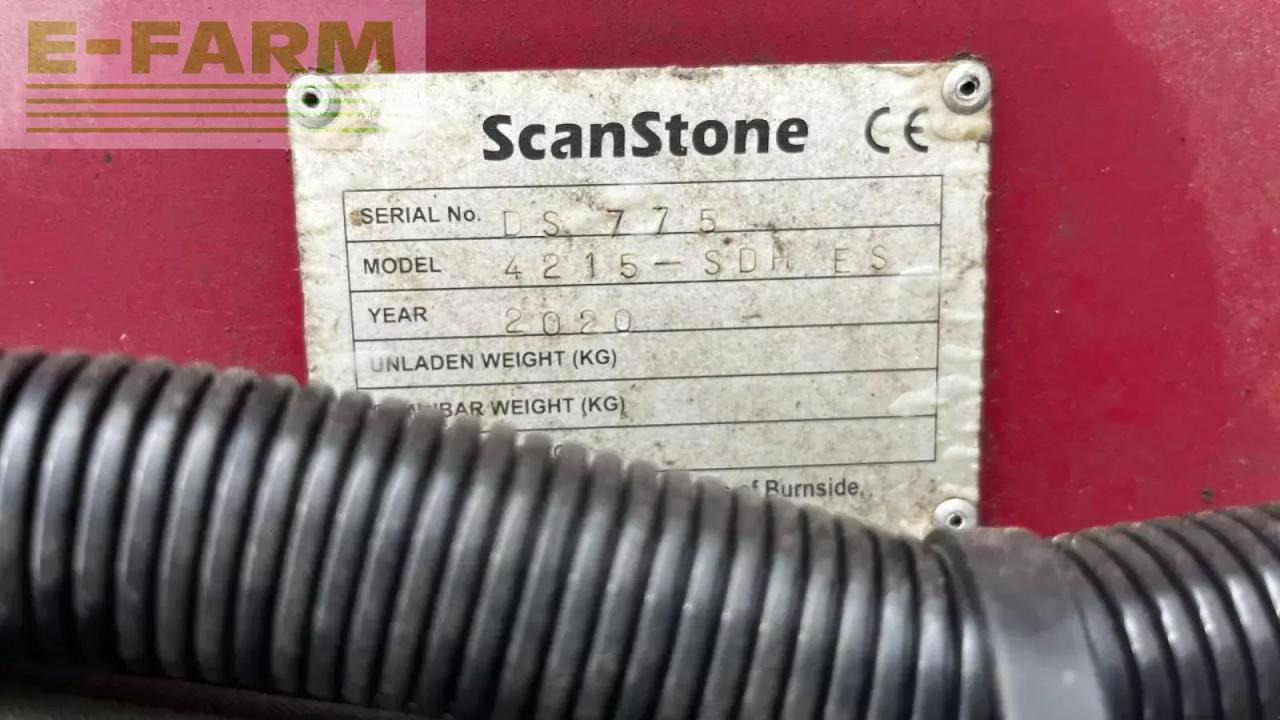 E-FARM
ScanStone CE
SERIAL No. DS 775
MODEL 4215-SDH ES
YEAR 2020 -
UNLADEN WEIGHT (KG)
WEIGHT (KG)
of Burnside,